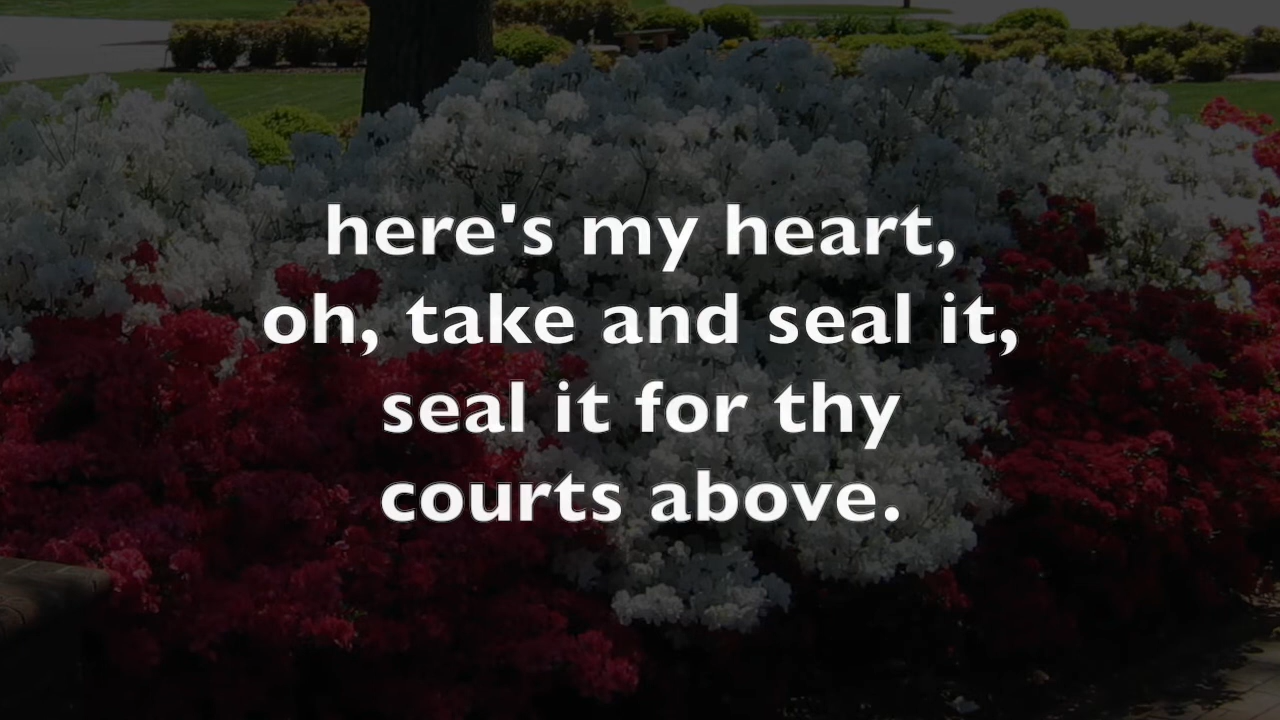 here's my heart,
oh, take and seal it,
seal it for thy
courts above.